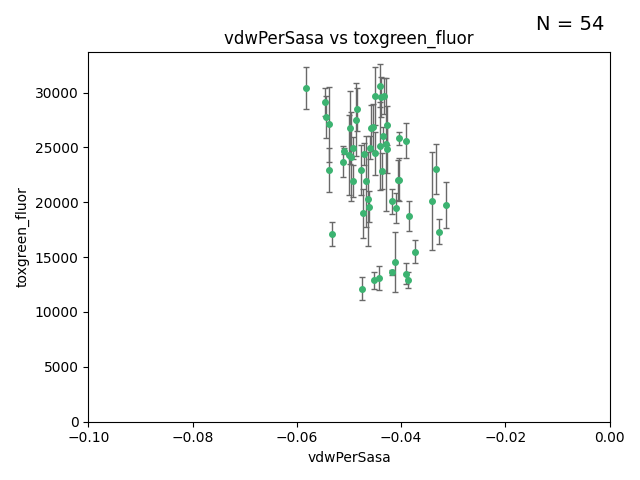 N = 54
vdwPerSasa vs toxgreen_fluor
30000
25000
20000
15000
10000
5000
0
toxgreen_fluor
−0.10 −0.08 −0.06 −0.04 −0.02 0.00
vdwPerSasa